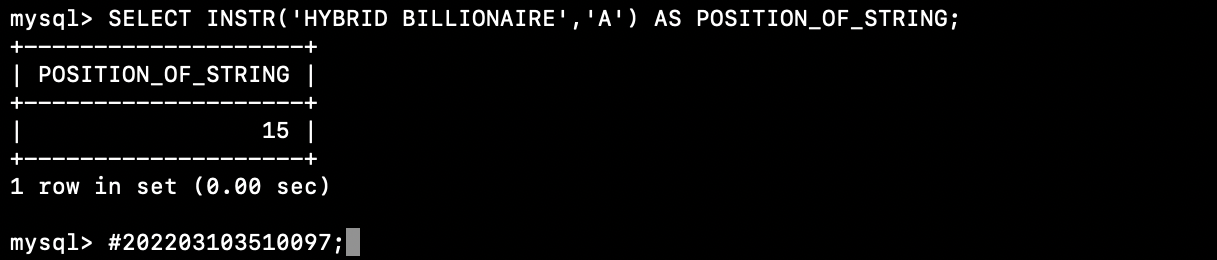 mysql> SELECT INSTR('HYBRID BILLIONAIRE','A') AS POSITION_OF_STRING;
+--------------------+
| POSITION_OF_STRING |
+--------------------+
|                 15 |
+--------------------+
1 row in set (0.00 sec)
mysql> #202203103510097;